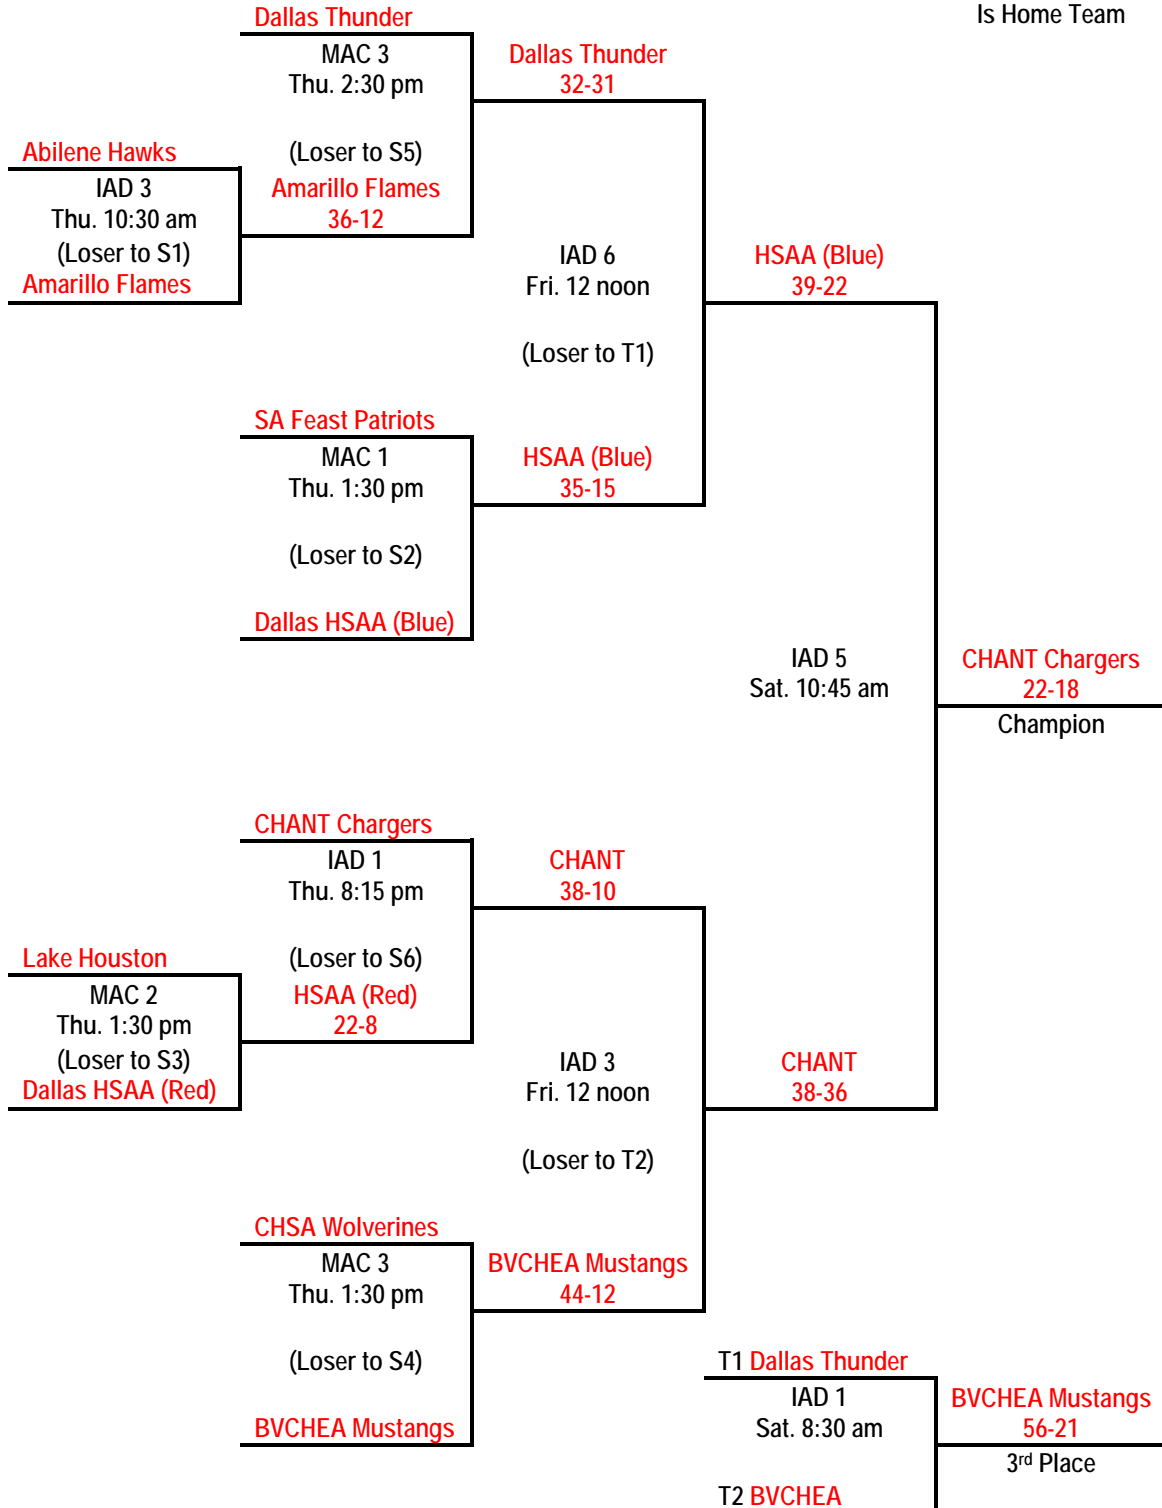 Is Home Team
Dallas Thunder
MAC 3
Thu. 2:30 pm
(Loser to S5)
Dallas Thunder
32-31
Abilene Hawks
IAD 3
Thu. 10:30 am
(Loser to S1)
Amarillo Flames
Amarillo Flames
36-12
IAD 6
Fri. 12 noon
(Loser to T1)
HSAA (Blue)
39-22
SA Feast Patriots
MAC 1
Thu. 1:30 pm
(Loser to S2)
Dallas HSAA (Blue)
HSAA (Blue)
35-15
IAD 5
Sat. 10:45 am
CHANT Chargers
22-18
Champion
CHANT Chargers
IAD 1
Thu. 8:15 pm
(Loser to S6)
CHANT
38-10
Lake Houston
MAC 2
Thu. 1:30 pm
(Loser to S3)
Dallas HSAA (Red)
HSAA (Red)
22-8
IAD 3
Fri. 12 noon
(Loser to T2)
CHANT
38-36
CHSA Wolverines
MAC 3
Thu. 1:30 pm
(Loser to S4)
BVCHEA Mustangs
BVCHEA Mustangs
44-12
T1 Dallas Thunder
IAD 1
Sat. 8:30 am
T2 BVCHEA
BVCHEA Mustangs
56-21
3rd Place